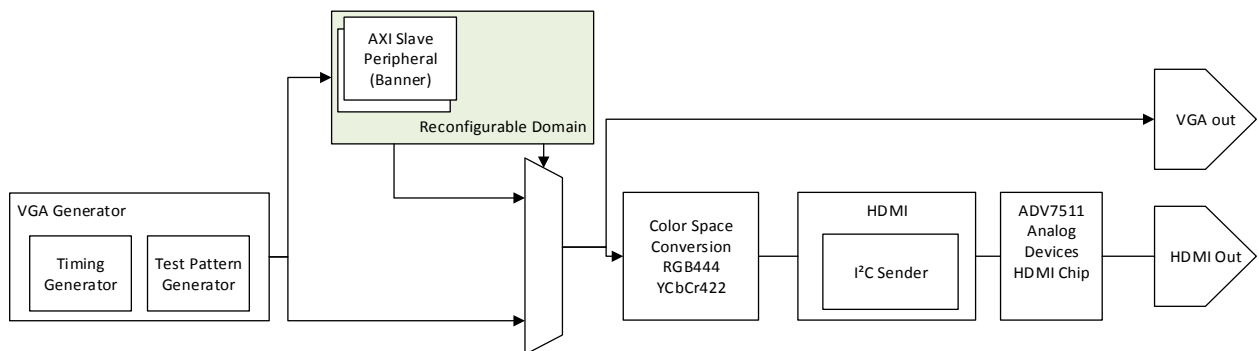 AXI Slave
Peripheral
(Banner)
Reconfigurable Domain
VGA out
VGA Generator
Timing
Generator
Test Pattern
Generator
Color Space
Conversion
RGB444
YCbCr422
HDMI
I²C Sender
ADV7511
Analog
Devices
HDMI Chip
HDMI Out